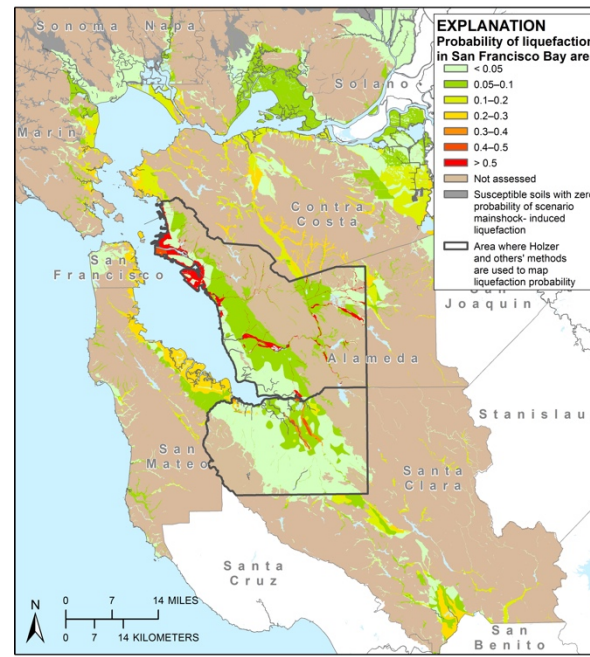 EXPLANATION
Probability of liquefaction
in San Francisco Bay are
< 0.05
0.05–0.1
0.1–0.2
0.2–0.3
0.3–0.4
0.4–0.5
> 0.5
Not assessed
Susceptible soils with zero
probability of scenario
mainshock- induced
liquefaction
Area where Holzer
and others' methods
are used to map
liquefaction probability
Sonoma
Napa
Solano
Marin
Contra
Costa
San
Francisco
San
Joaquin
Alameda
Stanislau
San
Mateo
Santa
Clara
Santa
Cruz
San
Benito
N
0 7 14 MILES
0 7 14 KILOMETERS